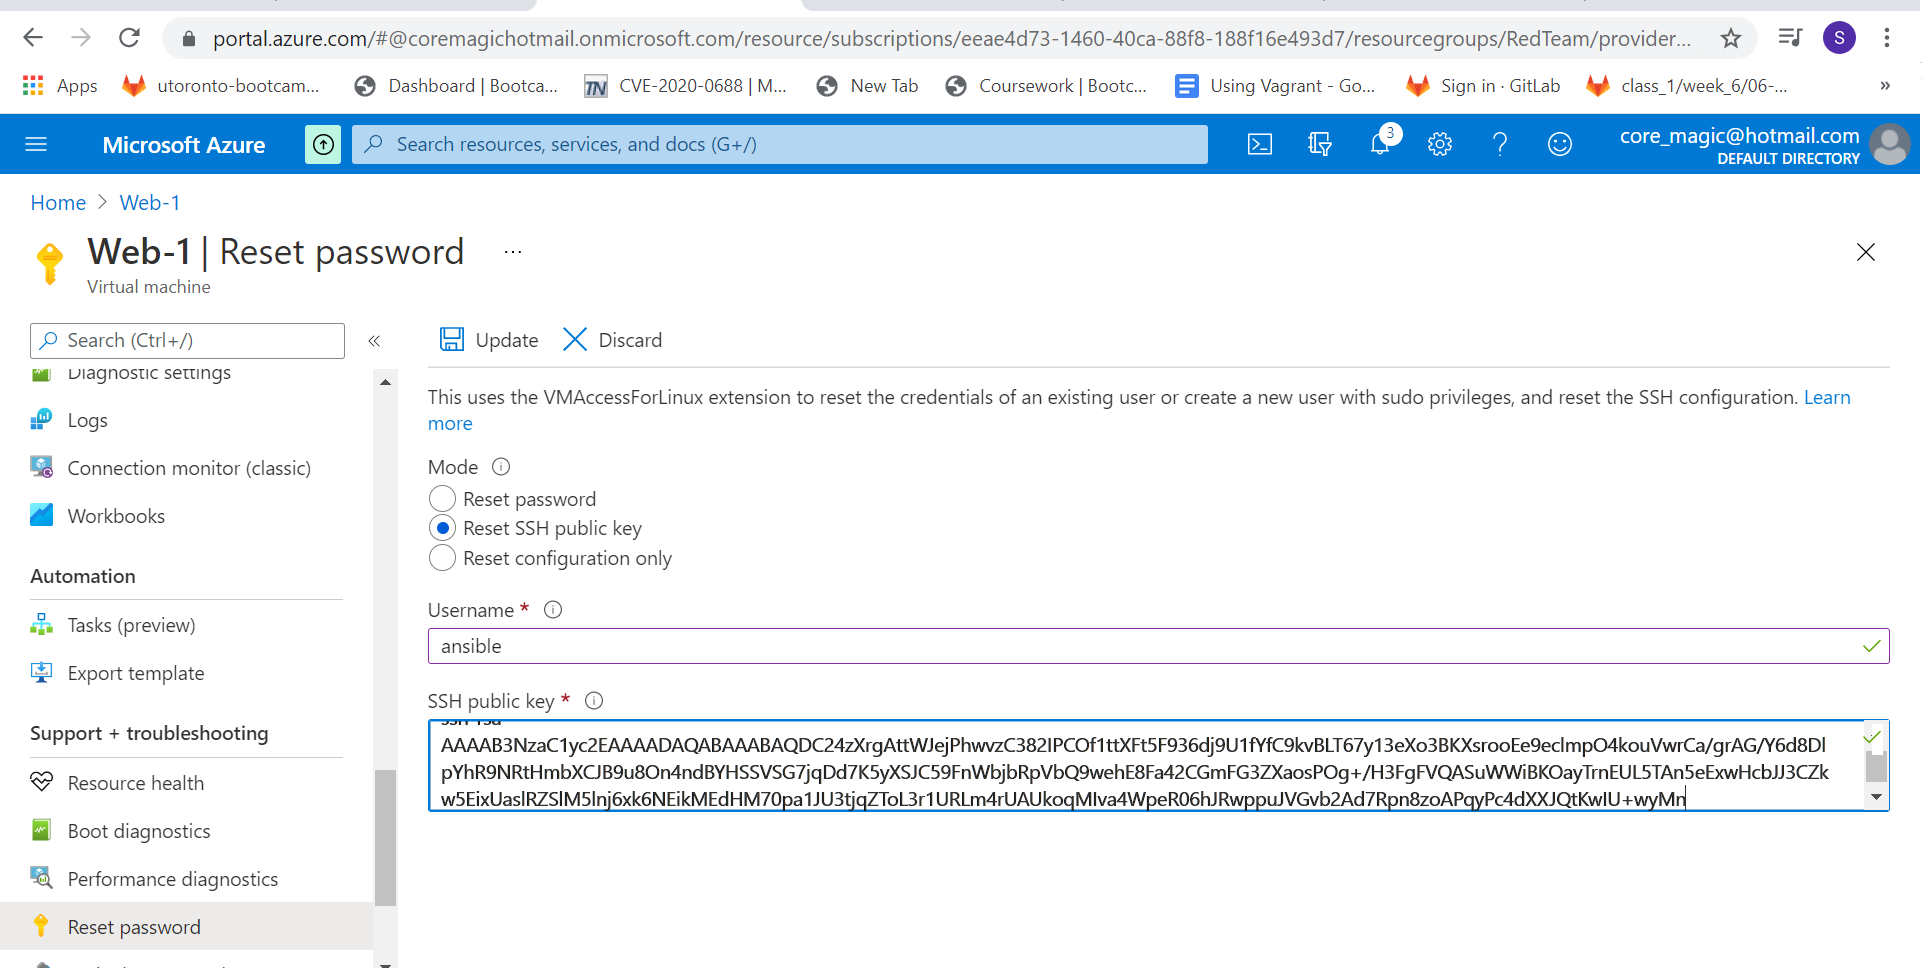 portal.azure.com/#@coremagichotmail.onmicrosoft.com/resource/subscriptions/eeae4d73-1460-40ca-88f8-188f16e493d7/resourcegroups/RedTeam/provider...
S
Apps
utoronto-bootcam...
Dashboard | Bootca...
TN
CVE-2020-0688 | M...
New Tab
Coursework | Bootc...
Using Vagrant - Go...
Sign in · GitLab
class_1/week_6/06-...
»
Microsoft Azure
Search resources, services, and docs (G+/)
3
core_magic@hotmail.com
DEFAULT DIRECTORY
Home > Web-1
Web-1 | Reset password ...
Virtual machine
Search (Ctrl+/)
«
Update
Discard
Diagnostic settings
Logs
Connection monitor (classic)
Workbooks
Automation
Tasks (preview)
Export template
Support + troubleshooting
Resource health
Boot diagnostics
Performance diagnostics
Reset password
This uses the VMAccessForLinux extension to reset the credentials of an existing user or create a new user with sudo privileges, and reset the SSH configuration. Learn
more
Mode
Reset password
Reset SSH public key
Reset configuration only
Username *
ansible
SSH public key *
ssh-rsa
AAAAB3NzaC1yc2EAAAADAQABAAABAQDC24zXrgAttWJejPhwvzC382IPCOf1ttXFt5F936dj9U1fYfC9kvBLT67y13eXo3BKXsrooEe9eclmpO4kouVwrCa/grAG/Y6d8Dl
pYhR9NRtHmbXCJB9u8On4ndBYHSSVSG7jqDd7K5yXSJC59FnWbjbRpVbQ9wehE8Fa42CGmFG3ZXaosPOg+/H3FgFVQASuWWiBKOayTrnEUL5TAn5eExwHcbJJ3CZk
w5EixUaslRZSlM5lnj6xk6NEikMEdHM70pa1JU3tjqZToL3r1URLm4rUAUkoqMIva4WpeR06hJRwppuJVGvb2Ad7Rpn8zoAPqyPc4dXXJQtKwIU+wyMn